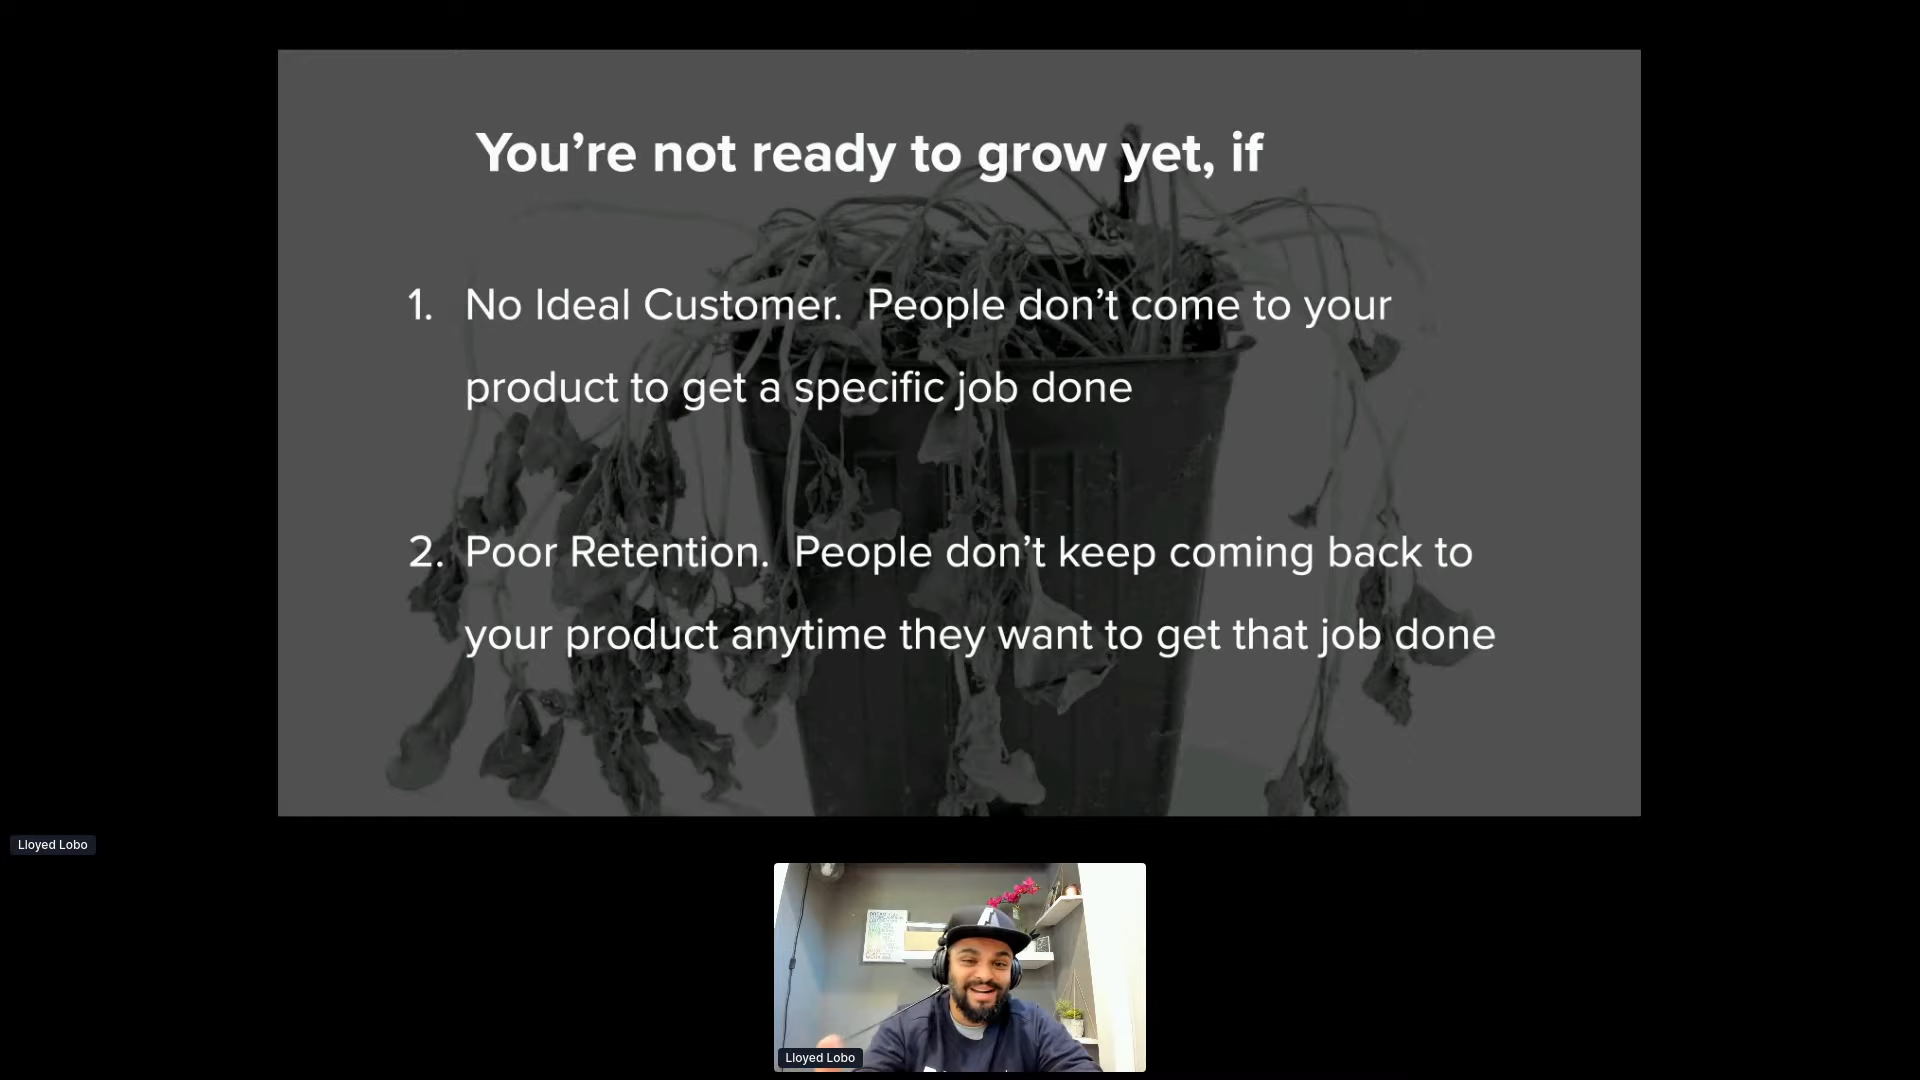 You’re not ready to grow yet, if
1. No Ideal Customer.  People don’t come to your
product to get a specific job done
2. Poor Retention.  People don’t keep coming back to
your product anytime they want to get that job done
Lloyed Lobo
Lloyed Lobo